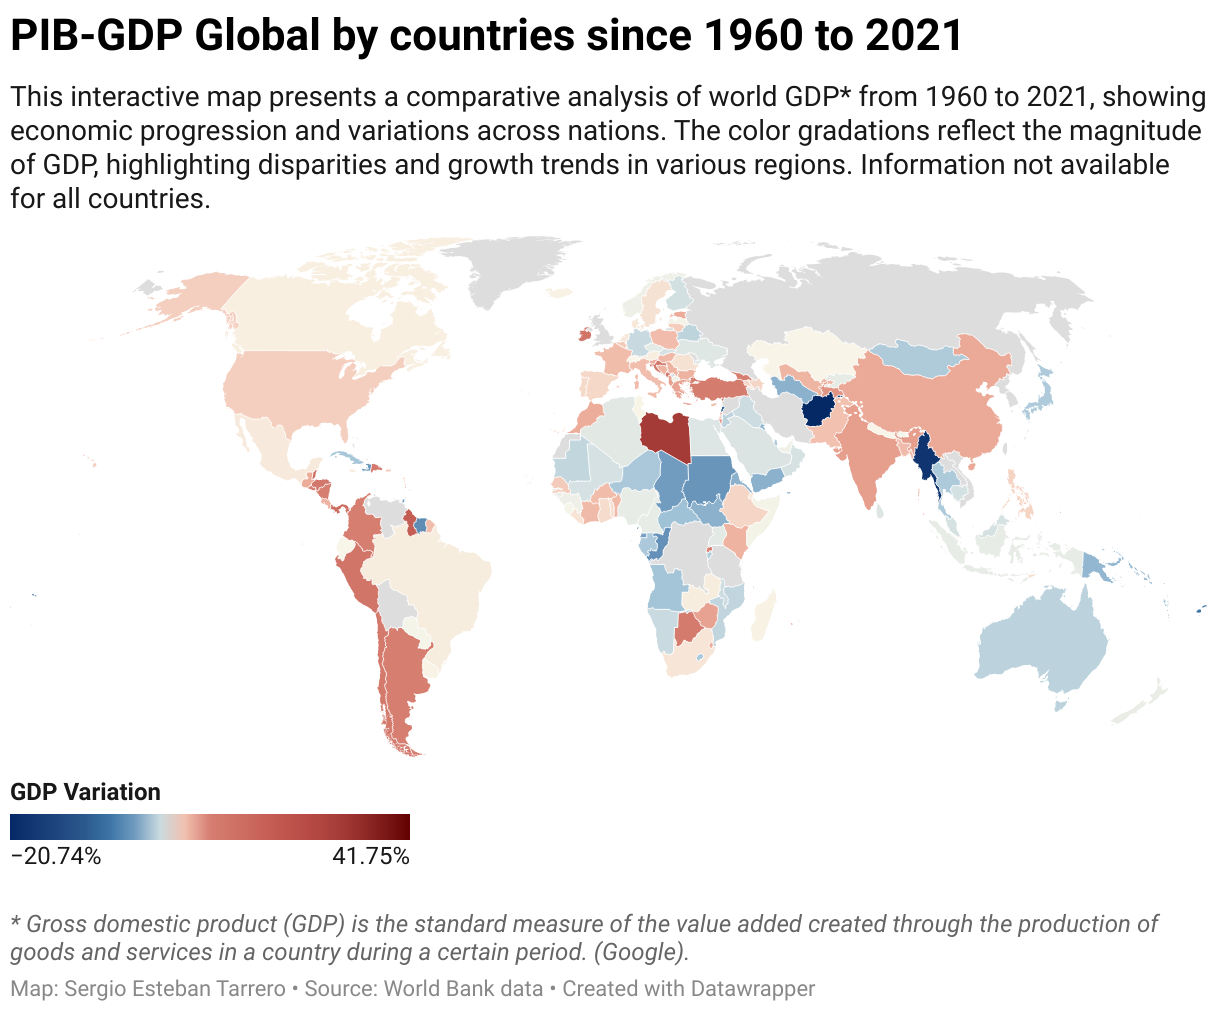 PIB-GDP Global by countries since 1960 to 2021
This interactive map presents a comparative analysis of world GDP* from 1960 to 2021, showing
economic progression and variations across nations. The color gradations reflect the magnitude
of GDP, highlighting disparities and growth trends in various regions. Information not available
for all countries.
GDP Variation
−20.74% 41.75%
* Gross domestic product (GDP) is the standard measure of the value added created through the production of
goods and services in a country during a certain period. (Google).
Map: Sergio Esteban Tarrero • Source: World Bank data • Created with Datawrapper